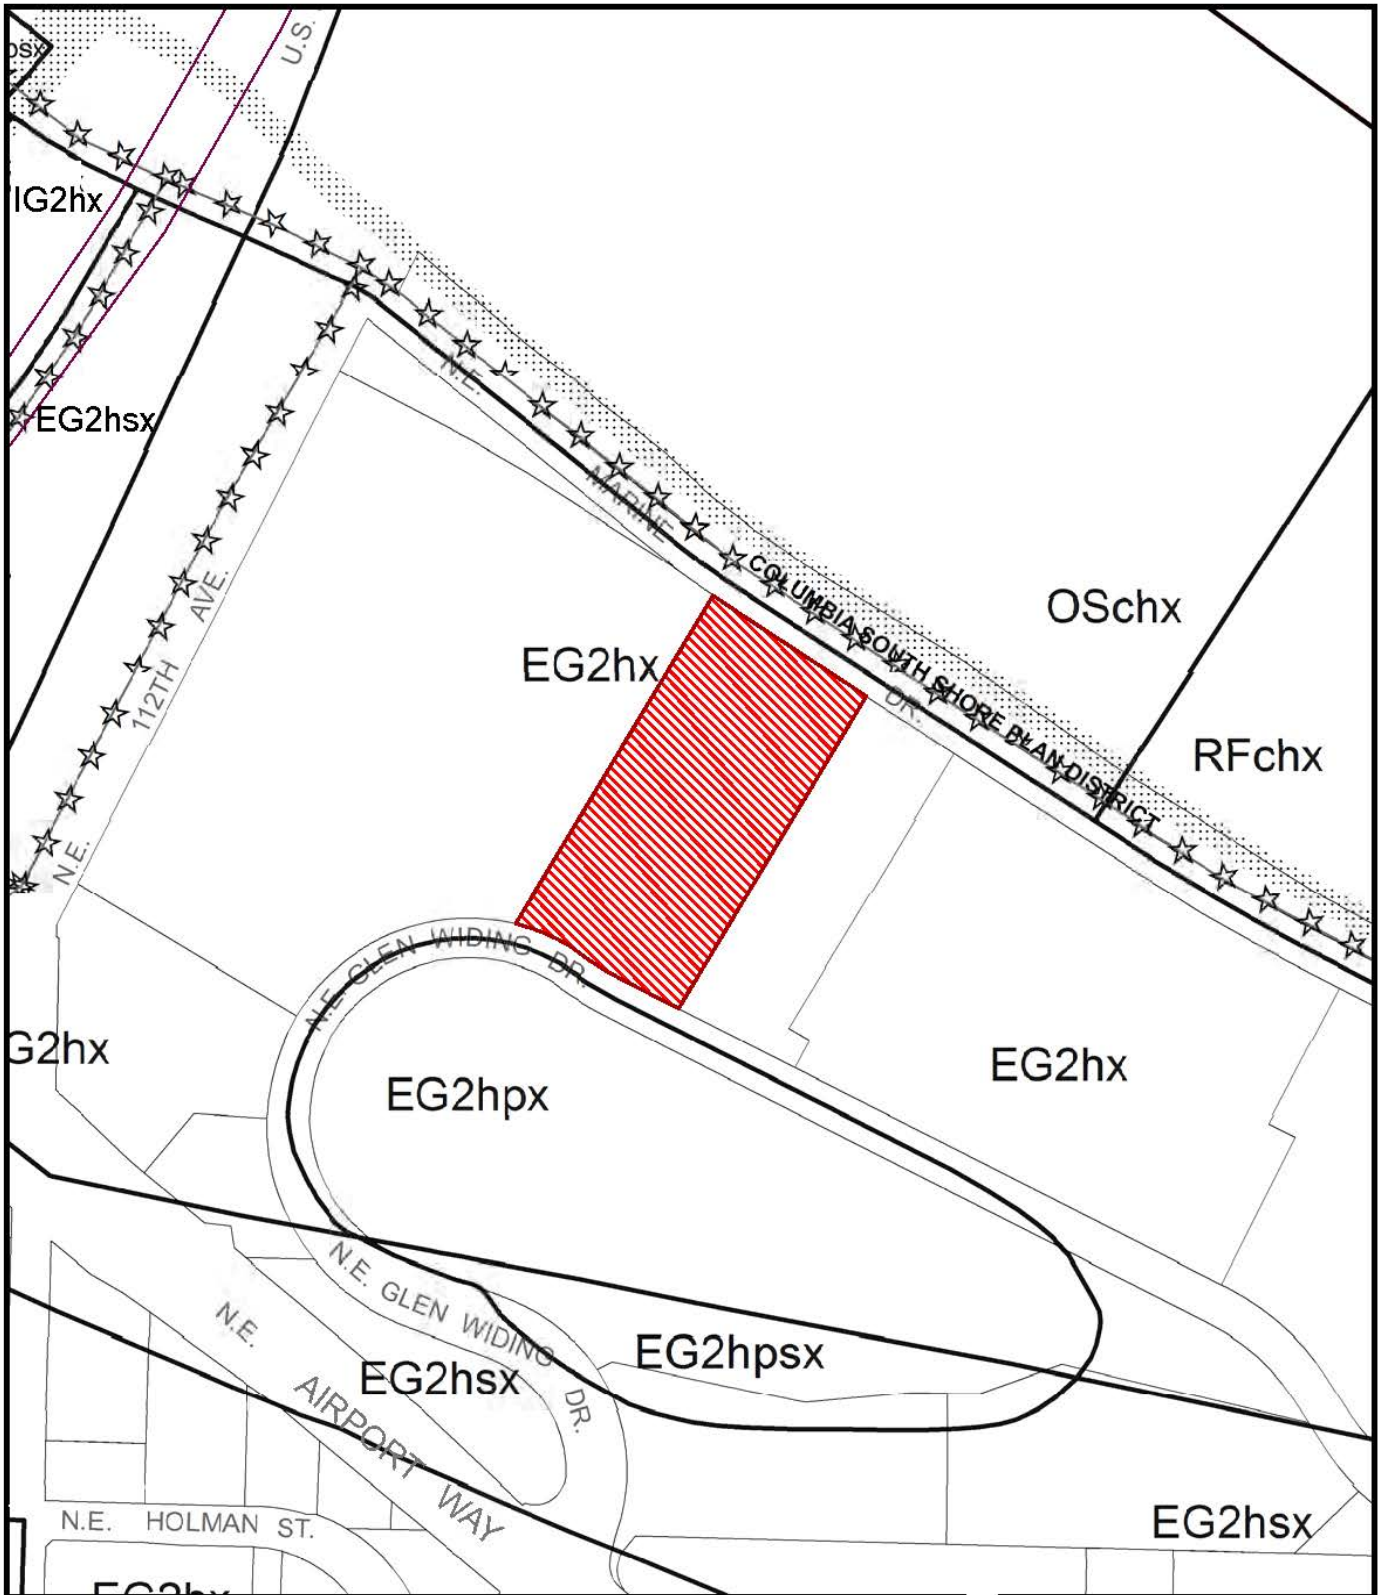 U.S.
psx
IG2hx
EG2hsx
N.E.
MARINE
DR.
COLUMBIA SOUTH SHORE PLAN DISTRICT
OSchx
RFchx
EG2hx
N.E.
112TH
AVE.
N.E. GLEN WIDING DR.
G2hx
EG2hpx
EG2hx
N.E. GLEN WIDING DR.
EG2hpsx
EG2hsx
N.E.
AIRPORT
WAY
EG2hsx
N.E. HOLMAN ST.
EG2hx